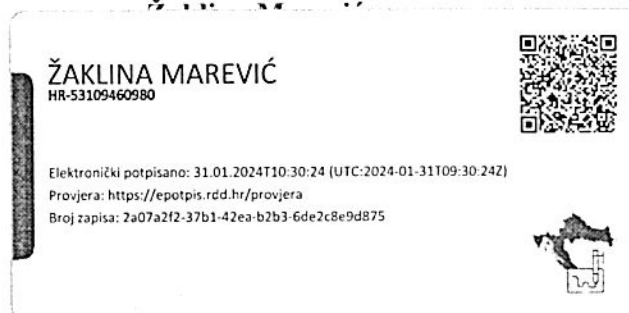 ŽAKLINA MAREVIĆ
HR-53109460980
Elektronički potpisano: 31.01.2024T10:30:24 (UTC:2024-01-31T09:30:24Z)
Provjera: https://epotpis.rdd.hr/provjera
Broj zapisa: 2a07a2f2-37b1-42ea-b2b3-6de2c8e9d875